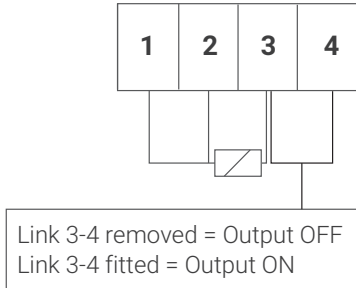 1 2 3 4
Link 3-4 removed = Output OFF
Link 3-4 fitted = Output ON